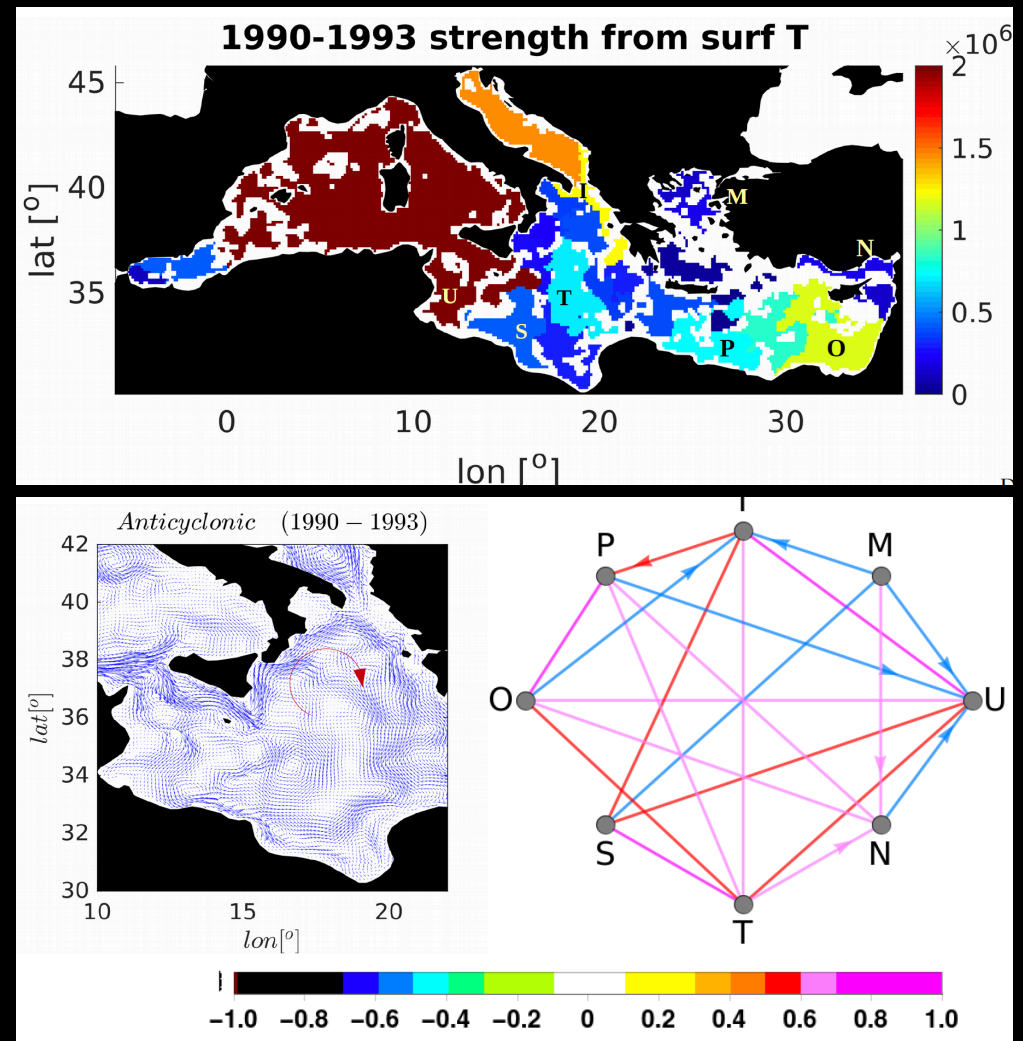 1990-1993 strength from surf T
×10⁶
45
40
35
lat [º]
0
10
20
30
lon [º]
2
1.5
1
0.5
0
I
M
N
U
T
S
P
O
Anticyclonic (1990 − 1993)
42
40
38
36
34
32
30
lat[º]
10
15
20
lon[º]
P
M
O
U
S
N
T
−1.0
−0.8
−0.6
−0.4
−0.2
0
0.2
0.4
0.6
0.8
1.0